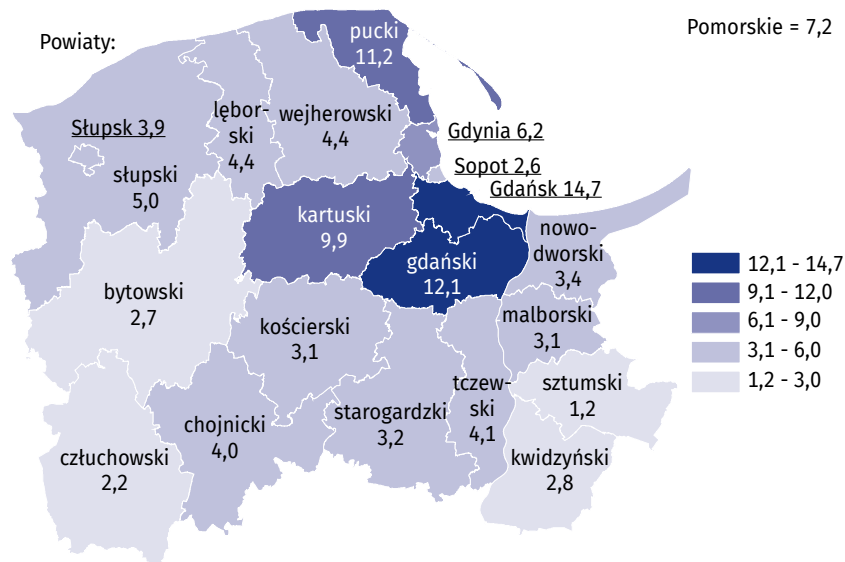 Powiaty:
Pomorskie = 7,2
pucki
11,2
lębor-
ski
4,4
wejherowski
4,4
Słupsk 3,9
słupski
5,0
Gdynia 6,2
Sopot 2,6
Gdańsk 14,7
kartuski
9,9
gdański
12,1
nowo-
dworski
3,4
bytowski
2,7
kościerski
3,1
malborski
3,1
sztumski
1,2
tczew-
ski
4,1
starogardzki
3,2
chojnicki
4,0
człuchowski
2,2
kwidzyński
2,8
12,1 - 14,7
9,1 - 12,0
6,1 - 9,0
3,1 - 6,0
1,2 - 3,0